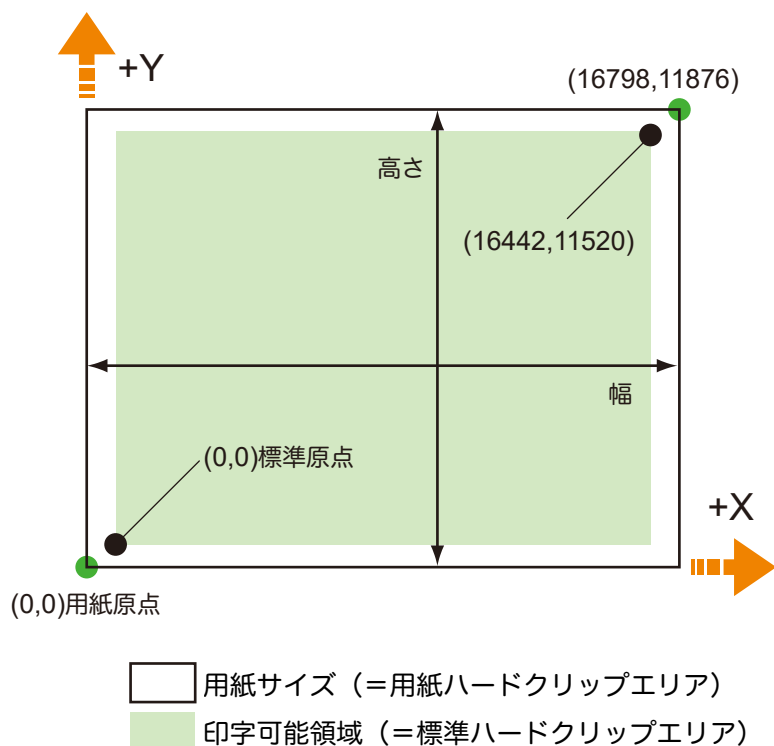 +Y
(16798,11876)
高さ
(16442,11520)
幅
(0,0)標準原点
+X
(0,0)用紙原点
用紙サイズ（＝用紙ハードクリップエリア）
印字可能領域（＝標準ハードクリップエリア）